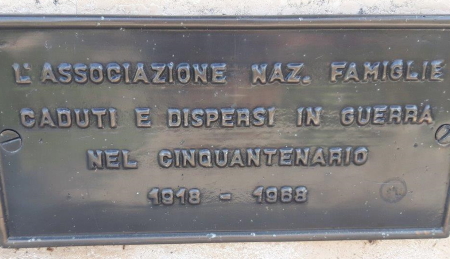 L'ASSOCIAZIONE NAZ. FAMIGLIE
CADUTI E DISPERSI IN GUERRA
NEL CINQUANTENARIO
1918 - 1968